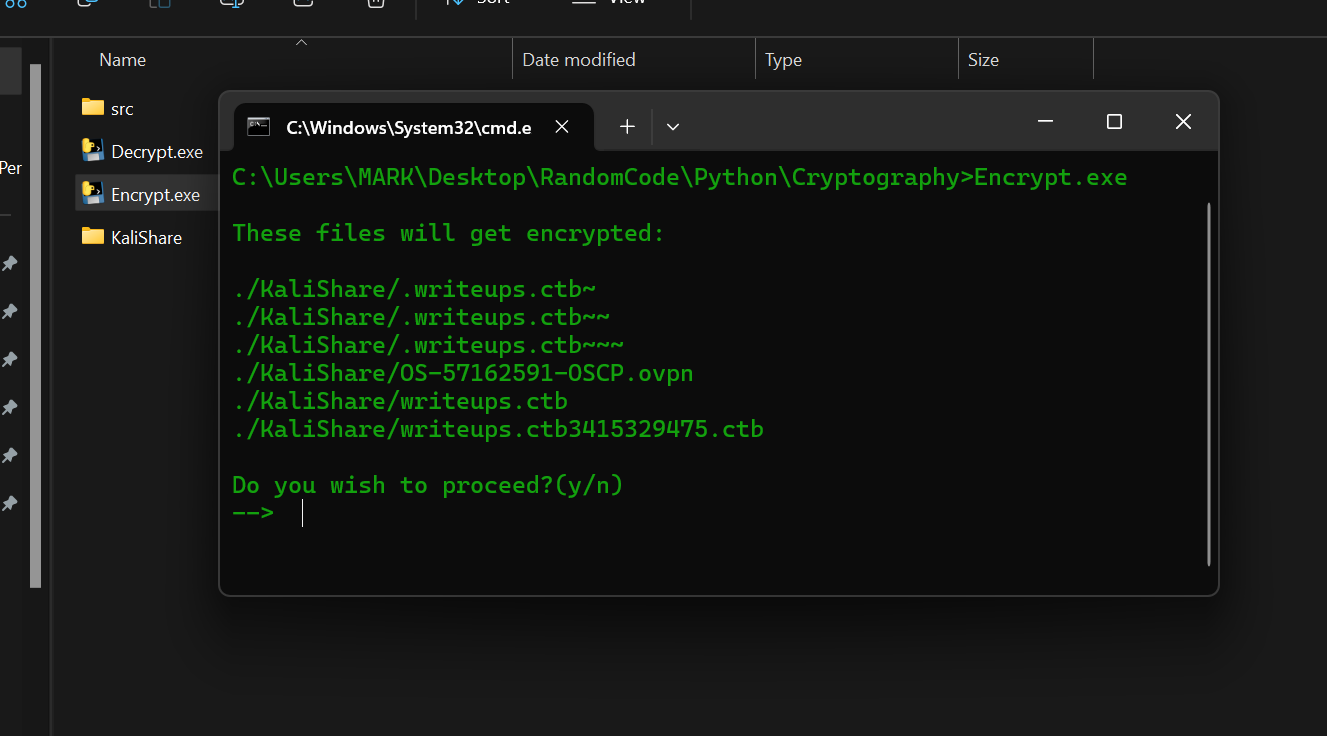 Sort
View
Name
Date modified
Type
Size
src
Decrypt.exe
Encrypt.exe
KaliShare
Per
C:\Windows\System32\cmd.e
C:\Users\MARK\Desktop\RandomCode\Python\Cryptography>Encrypt.exe
These files will get encrypted:
./KaliShare/.writeups.ctb~
./KaliShare/.writeups.ctb~~
./KaliShare/.writeups.ctb~~~
./KaliShare/OS-57162591-OSCP.ovpn
./KaliShare/writeups.ctb
./KaliShare/writeups.ctb3415329475.ctb
Do you wish to proceed?(y/n)
-->